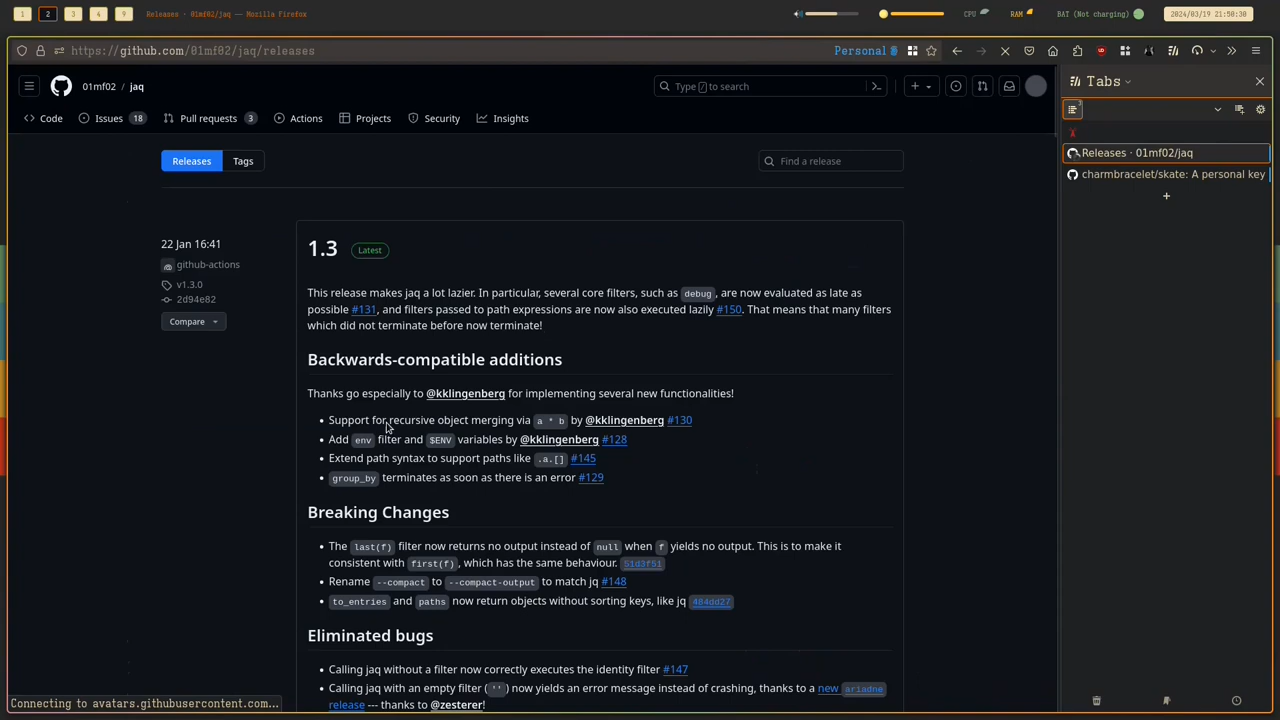 1 2 3 4 9 Releases · 01mf02/jaq — Mozilla Firefox CPU RAM BAT (Not charging) 2024/03/19 21:50:30
https://github.com/01mf02/jaq/releases Personal
Tabs
01mf02 / jaq Type / to search
3
Code Issues 18 Pull requests 3 Actions Projects Security Insights
Releases · 01mf02/jaq
charmbracelet/skate: A personal key
Releases Tags Find a release
22 Jan 16:41
github-actions
v1.3.0
2d94e82
Compare
1.3 Latest
This release makes jaq a lot lazier. In particular, several core filters, such as debug, are now evaluated as late as
possible #131, and filters passed to path expressions are now also executed lazily #150. That means that many filters
which did not terminate before now terminate!
Backwards-compatible additions
Thanks go especially to @kklingenberg for implementing several new functionalities!
• Support for recursive object merging via a * b by @kklingenberg #130
• Add env filter and $ENV variables by @kklingenberg #128
• Extend path syntax to support paths like .a.[] #145
• group_by terminates as soon as there is an error #129
Breaking Changes
• The last(f) filter now returns no output instead of null when f yields no output. This is to make it
consistent with first(f), which has the same behaviour. 51d3f51
• Rename --compact to --compact-output to match jq #148
• to_entries and paths now return objects without sorting keys, like jq 484dd27
Eliminated bugs
• Calling jaq without a filter now correctly executes the identity filter #147
• Calling jaq with an empty filter ('') now yields an error message instead of crashing, thanks to a new ariadne
release --- thanks to @zesterer!
Connecting to avatars.githubusercontent.com...